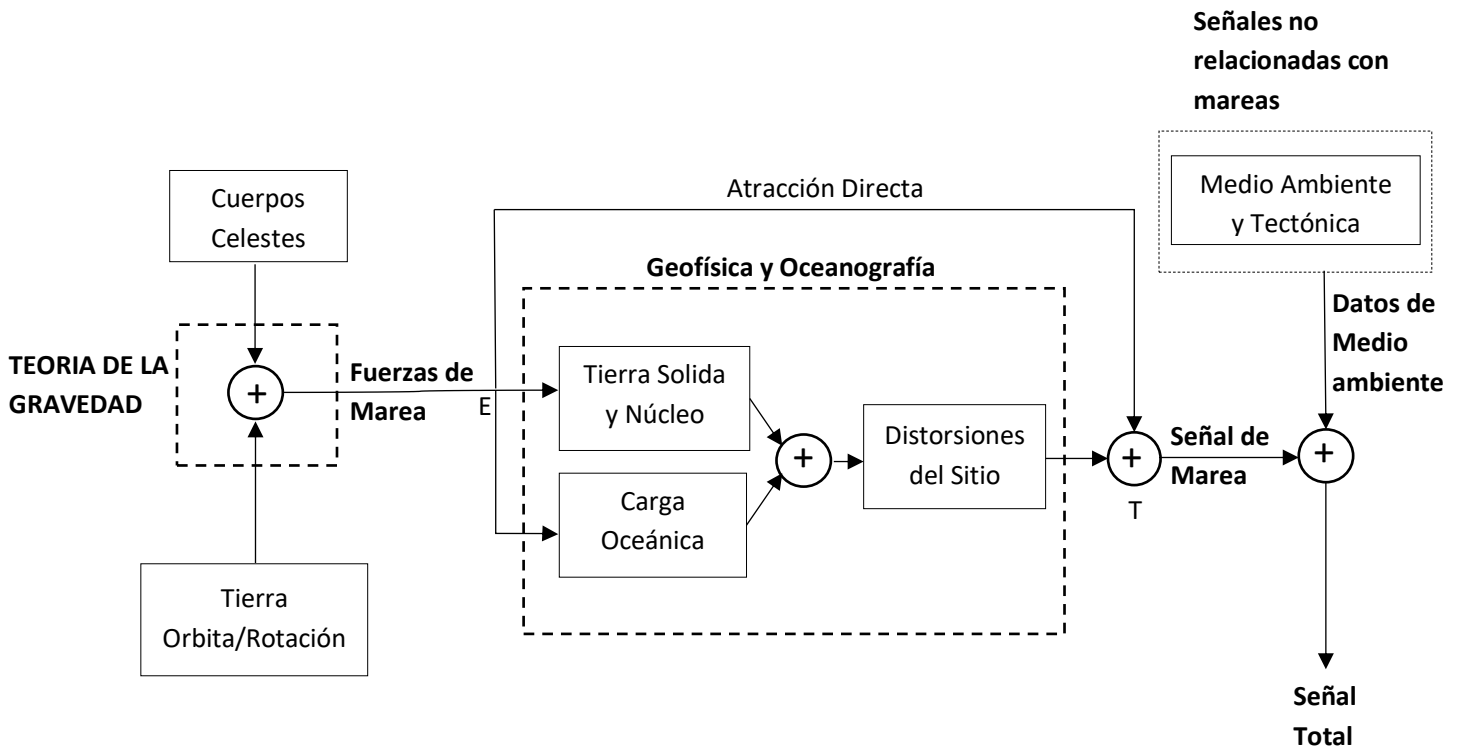 Señales no
relacionadas con
mareas
Medio Ambiente
y Tectónica
Cuerpos
Celestes
Atracción Directa
Geofísica y Oceanografía
Datos de
Medio
ambiente
TEORIA DE LA
GRAVEDAD
+
Fuerzas de
Marea
E
Tierra Solida
y Núcleo
Carga
Oceánica
+
Distorsiones
del Sitio
+
T
Señal de
Marea
+
Tierra
Orbita/Rotación
Señal
Total